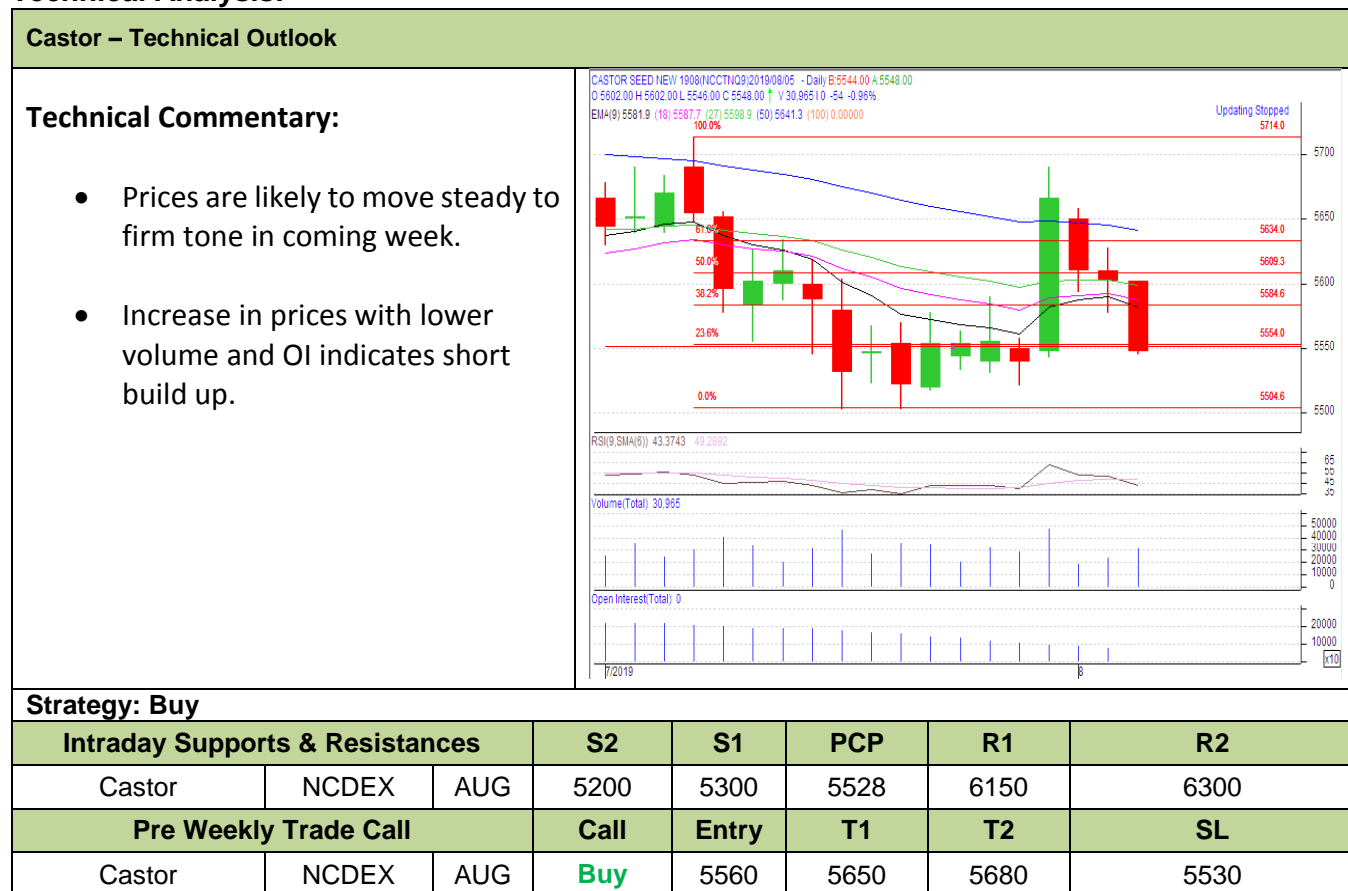 Castor – Technical Outlook
Technical Commentary:
• Prices are likely to move steady to
firm tone in coming week.
• Increase in prices with lower
volume and OI indicates short
build up.
CASTOR SEED NEW 1908(NCCTNQ9)2019/08/05 - Daily B:5544.00 A:5548.00
O 5602.00 H 5602.00 L 5546.00 C 5548.00 ↑ V 30,965 I 0 -54 -0.96%
EMA(9) 5581.9 (18) 5587.7 (27) 5598.9 (50) 5641.3 (100) 0.00000
Updating Stopped
100.0% 5714.0
5700
5650
61.8% 5634.0
50.0% 5609.3
5600
38.2% 5584.6
23.6% 5554.0
5550
0.0% 5504.6
5500
RSI(9,SMA(6)) 43.3743 49.2892
65
55
45
35
Volume(Total) 30,965
50000
40000
30000
20000
10000
0
Open Interest(Total) 0
20000
10000
x10
7/2019 8
Strategy: Buy
Intraday Supports & Resistances S2 S1 PCP R1 R2
Castor NCDEX AUG 5200 5300 5528 6150 6300
Pre Weekly Trade Call Call Entry T1 T2 SL
Castor NCDEX AUG Buy 5560 5650 5680 5530